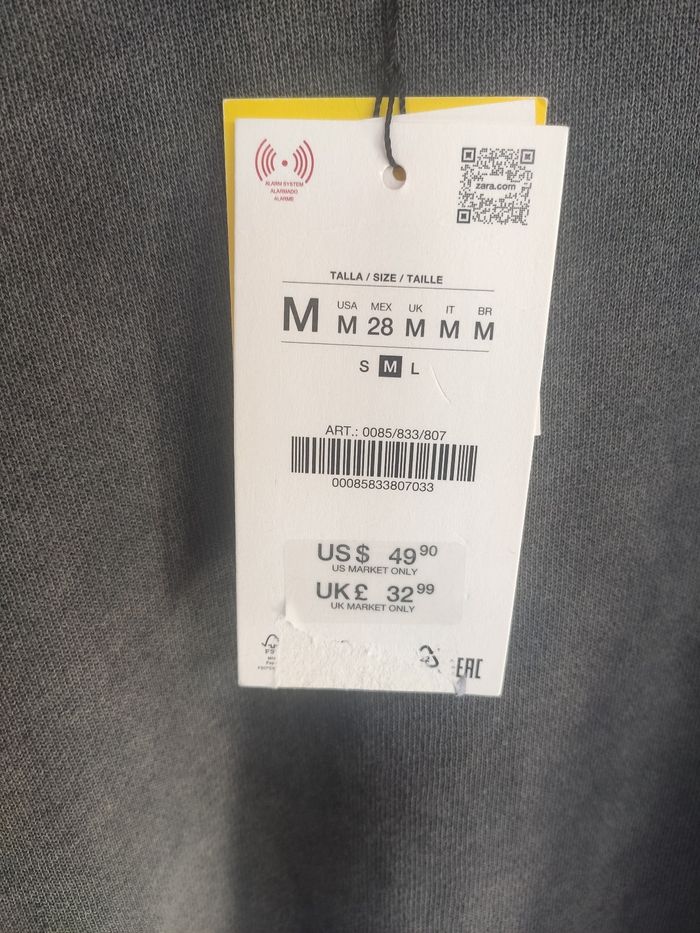 ALARM SYSTEM
ALARMADO
ALARME
zara.com
TALLA / SIZE / TAILLE
M USA M MEX 28 UK M IT M BR M
S M L
ART.: 0085/833/807
00085833807033
US $ 49 90
US MARKET ONLY
UK £ 32 99
UK MARKET ONLY
EAC